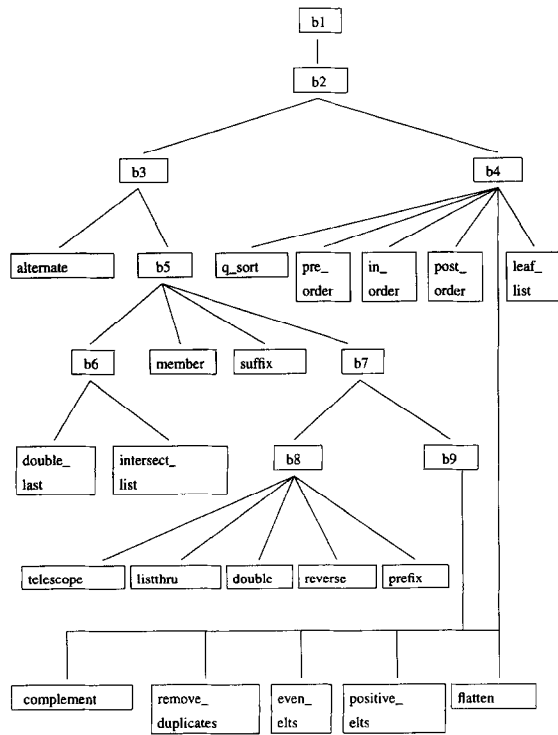 b1
b2
b3
b4
alternate
b5
q_sort
pre_
order
in_
order
post_
order
leaf_
list
b6
member
suffix
b7
double_
last
intersect_
list
b8
b9
telescope
listthru
double
reverse
prefix
complement
remove_
duplicates
even_
elts
positive_
elts
flatten